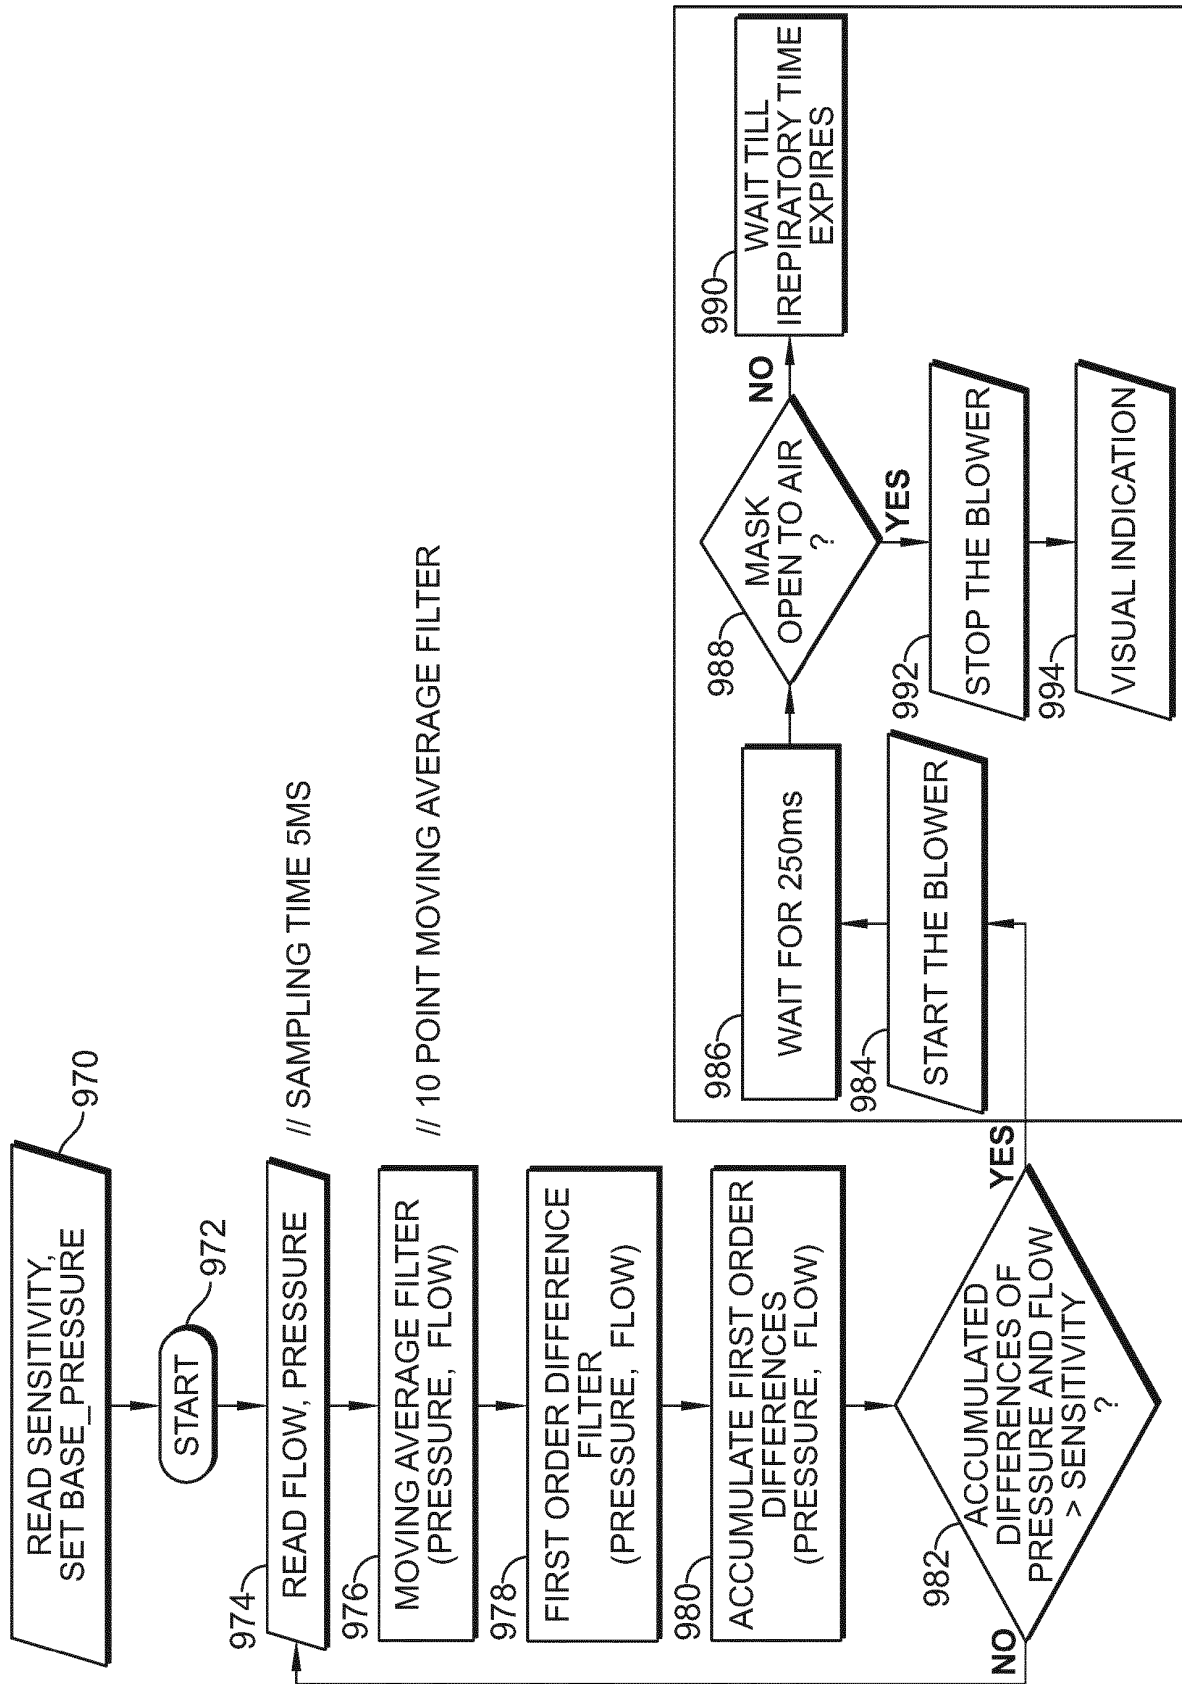 READ SENSITIVITY,
SET BASE_PRESSURE
970
START
972
974
READ FLOW, PRESSURE
// SAMPLING TIME 5MS
976
MOVING AVERAGE FILTER
(PRESSURE, FLOW)
// 10 POINT MOVING AVERAGE FILTER
978
FIRST ORDER DIFFERENCE
FILTER
(PRESSURE, FLOW)
980
ACCUMULATE FIRST ORDER
DIFFERENCES
(PRESSURE, FLOW)
982
ACCUMULATED
DIFFERENCES OF
PRESSURE AND FLOW
> SENSITIVITY
?
NO
YES
984
START THE BLOWER
986
WAIT FOR 250ms
988
MASK
OPEN TO AIR
?
NO
YES
990
WAIT TILL
IREPIRATORY TIME
EXPIRES
992
STOP THE BLOWER
994
VISUAL INDICATION